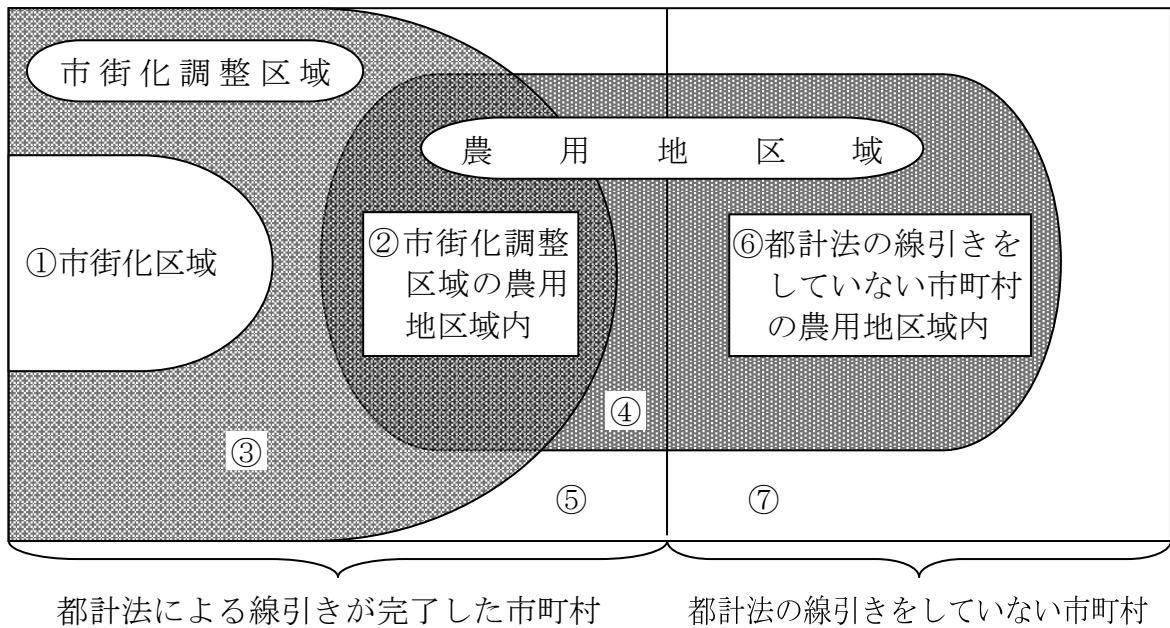 市街化調整区域
農用地区域
①市街化区域
②市街化調整
区域の農用
地区域内
⑥都計法の線引きを
していない市町村
の農用地区域内
④
③
⑤
⑦
都計法による線引きが完了した市町村
都計法の線引きをしていない市町村